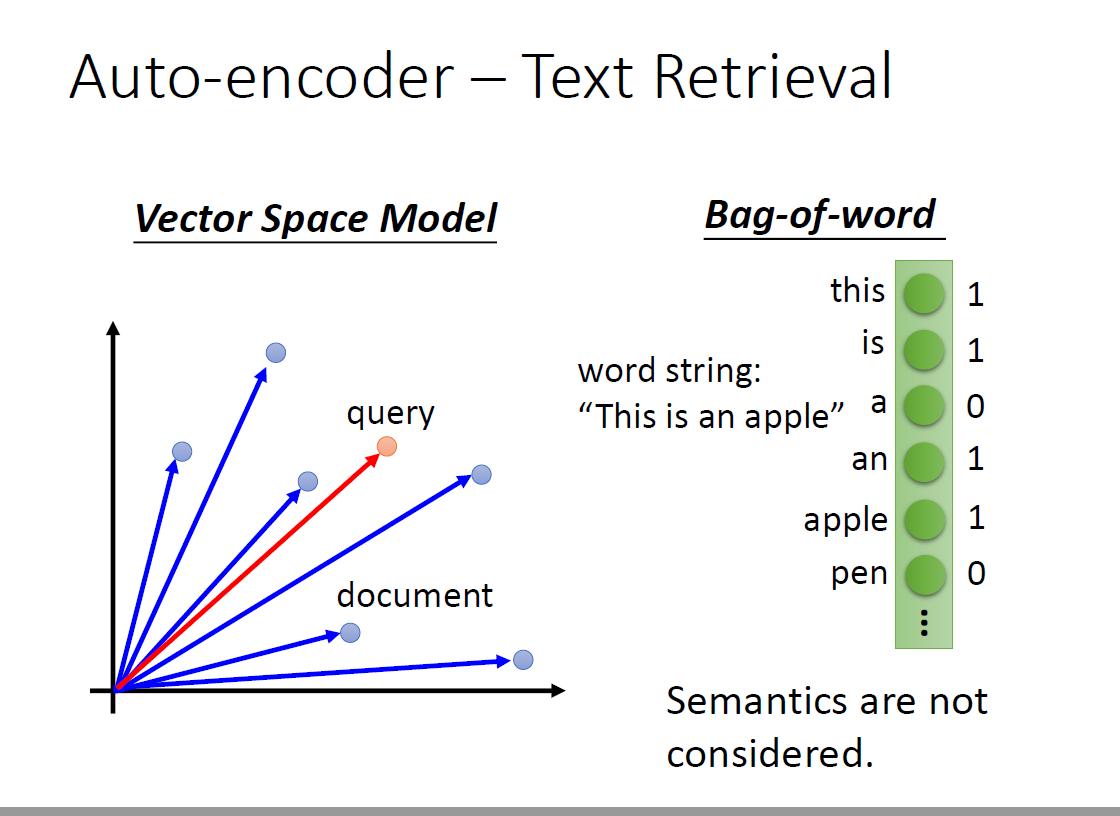 Auto-encoder – Text Retrieval
Vector Space Model
query
document
Bag-of-word
word string:
“This is an apple”
this 1
is 1
a 0
an 1
apple 1
pen 0
...
Semantics are not
considered.